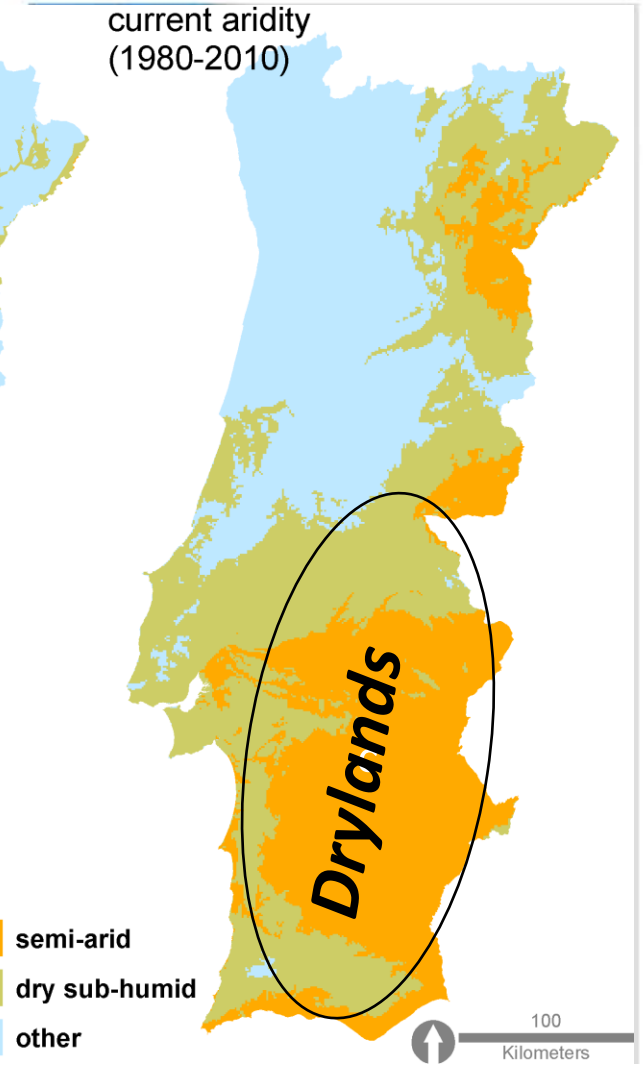 current aridity
(1980-2010)
Drylands
semi-arid
dry sub-humid
other
100
Kilometers